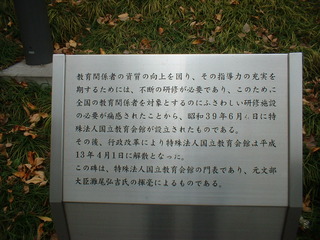 教育関係者の資質の向上を図り、その指導力の充実を
期するためには、不断の研修が必要であり、このために
全国の教育関係者を対象とするのにふさわしい研修施設
の必要が痛感されたことから、昭和39年6月 日に特
殊法人国立教育会館が設立されたものである。
その後、行政改革により特殊法人国立教育会館は平成
13年4月1日に解散となった。
この碑は、特殊法人国立教育会館の門表であり、元文部
大臣灘尾弘吉氏の揮毫によるものである。